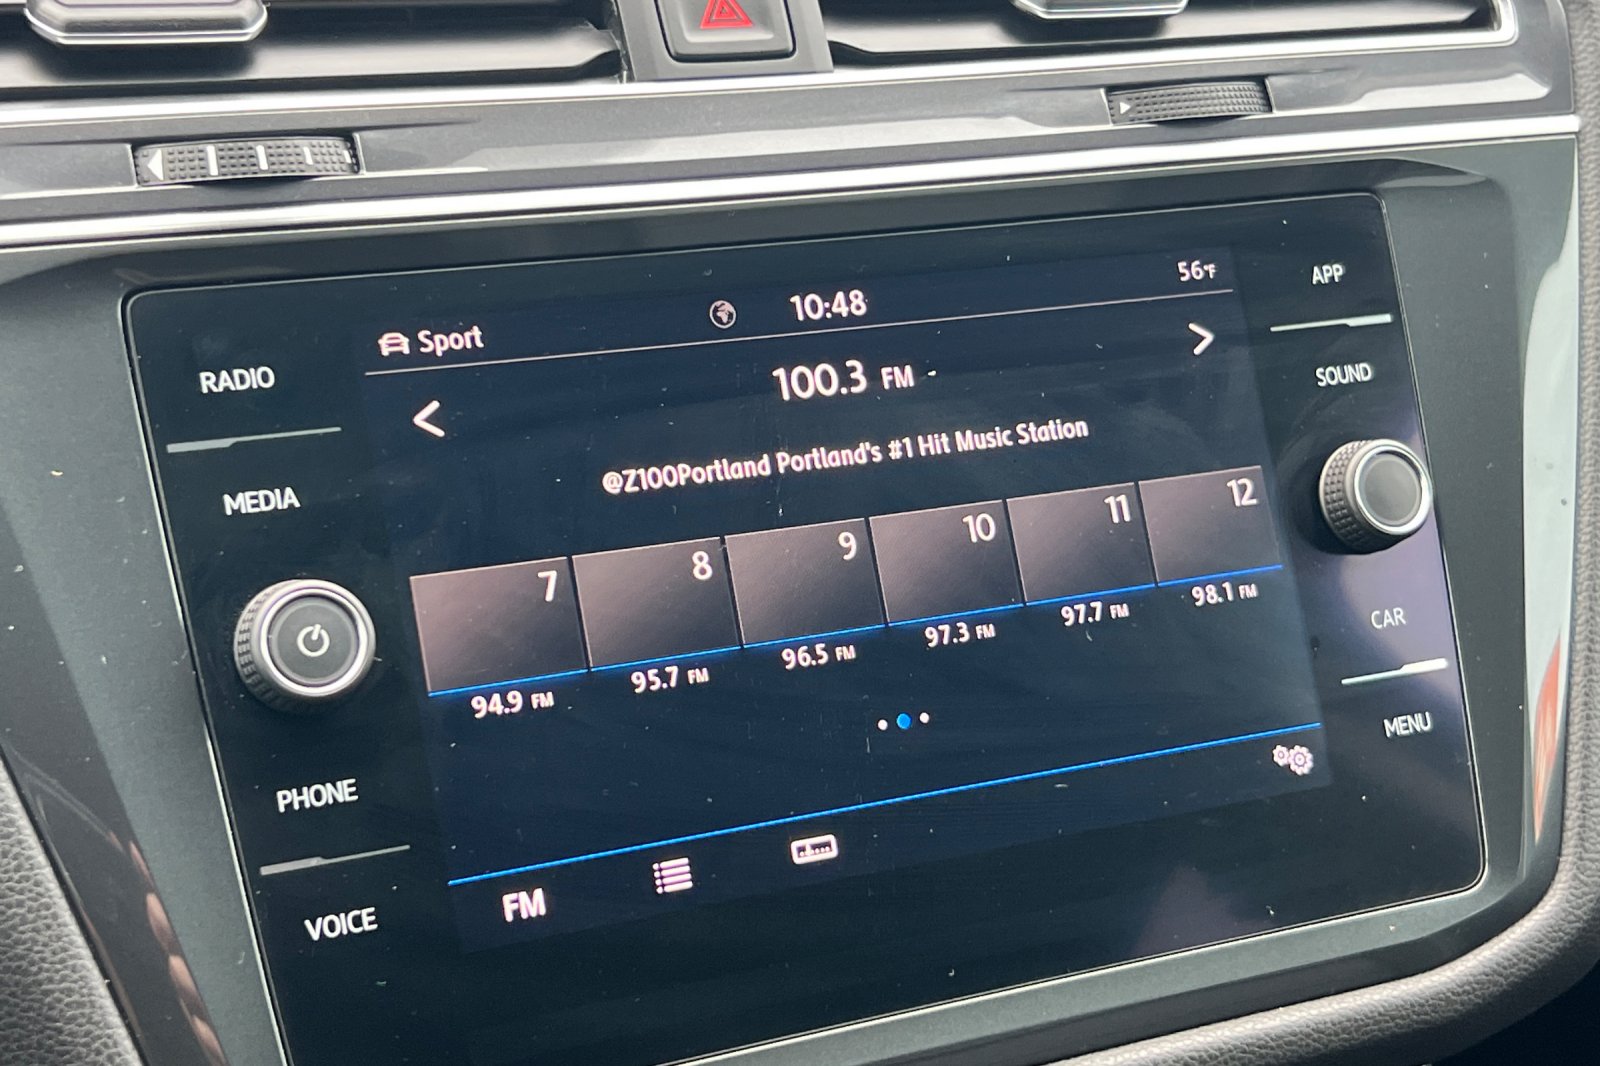 Sport
10:48
56°F
100.3 FM
@Z100Portland Portland's #1 Hit Music Station
7
8
9
10
11
12
94.9 FM
95.7 FM
96.5 FM
97.3 FM
97.7 FM
98.1 FM
FM
RADIO
MEDIA
PHONE
VOICE
APP
SOUND
CAR
MENU